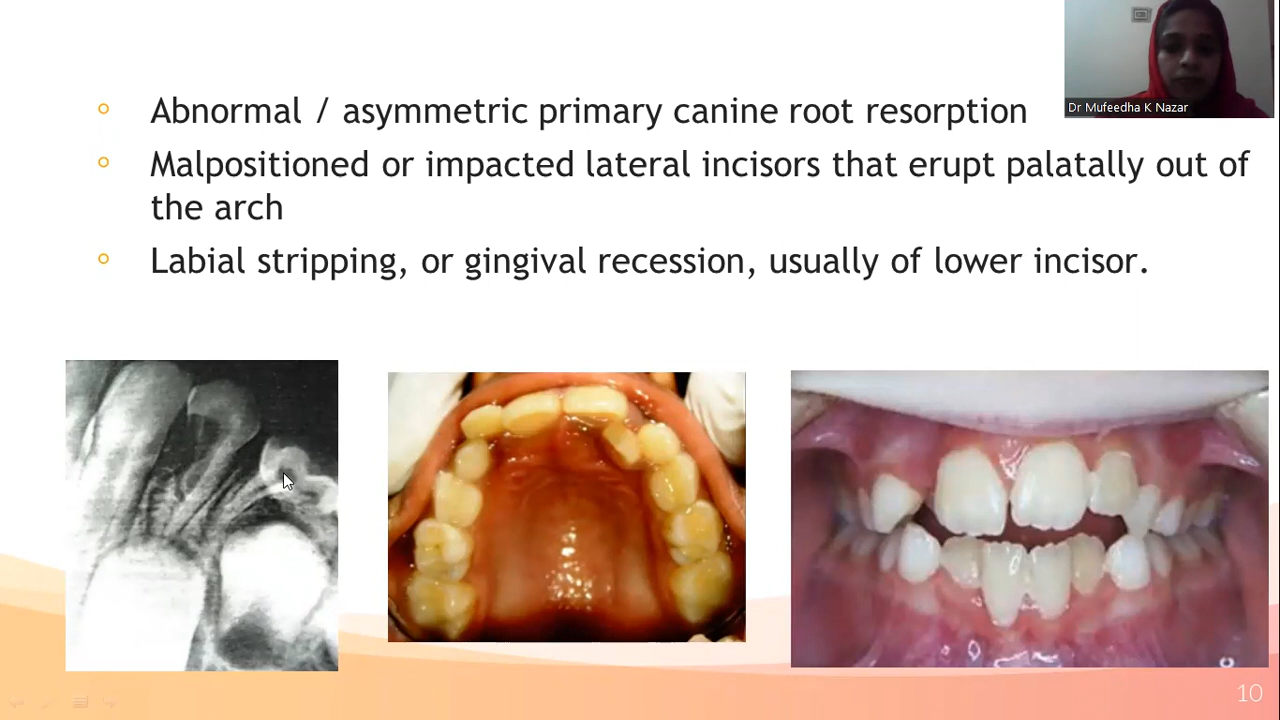 Dr Mufeedha K Nazar
Abnormal / asymmetric primary canine root resorption
Malpositioned or impacted lateral incisors that erupt palatally out of
the arch
Labial stripping, or gingival recession, usually of lower incisor.
10